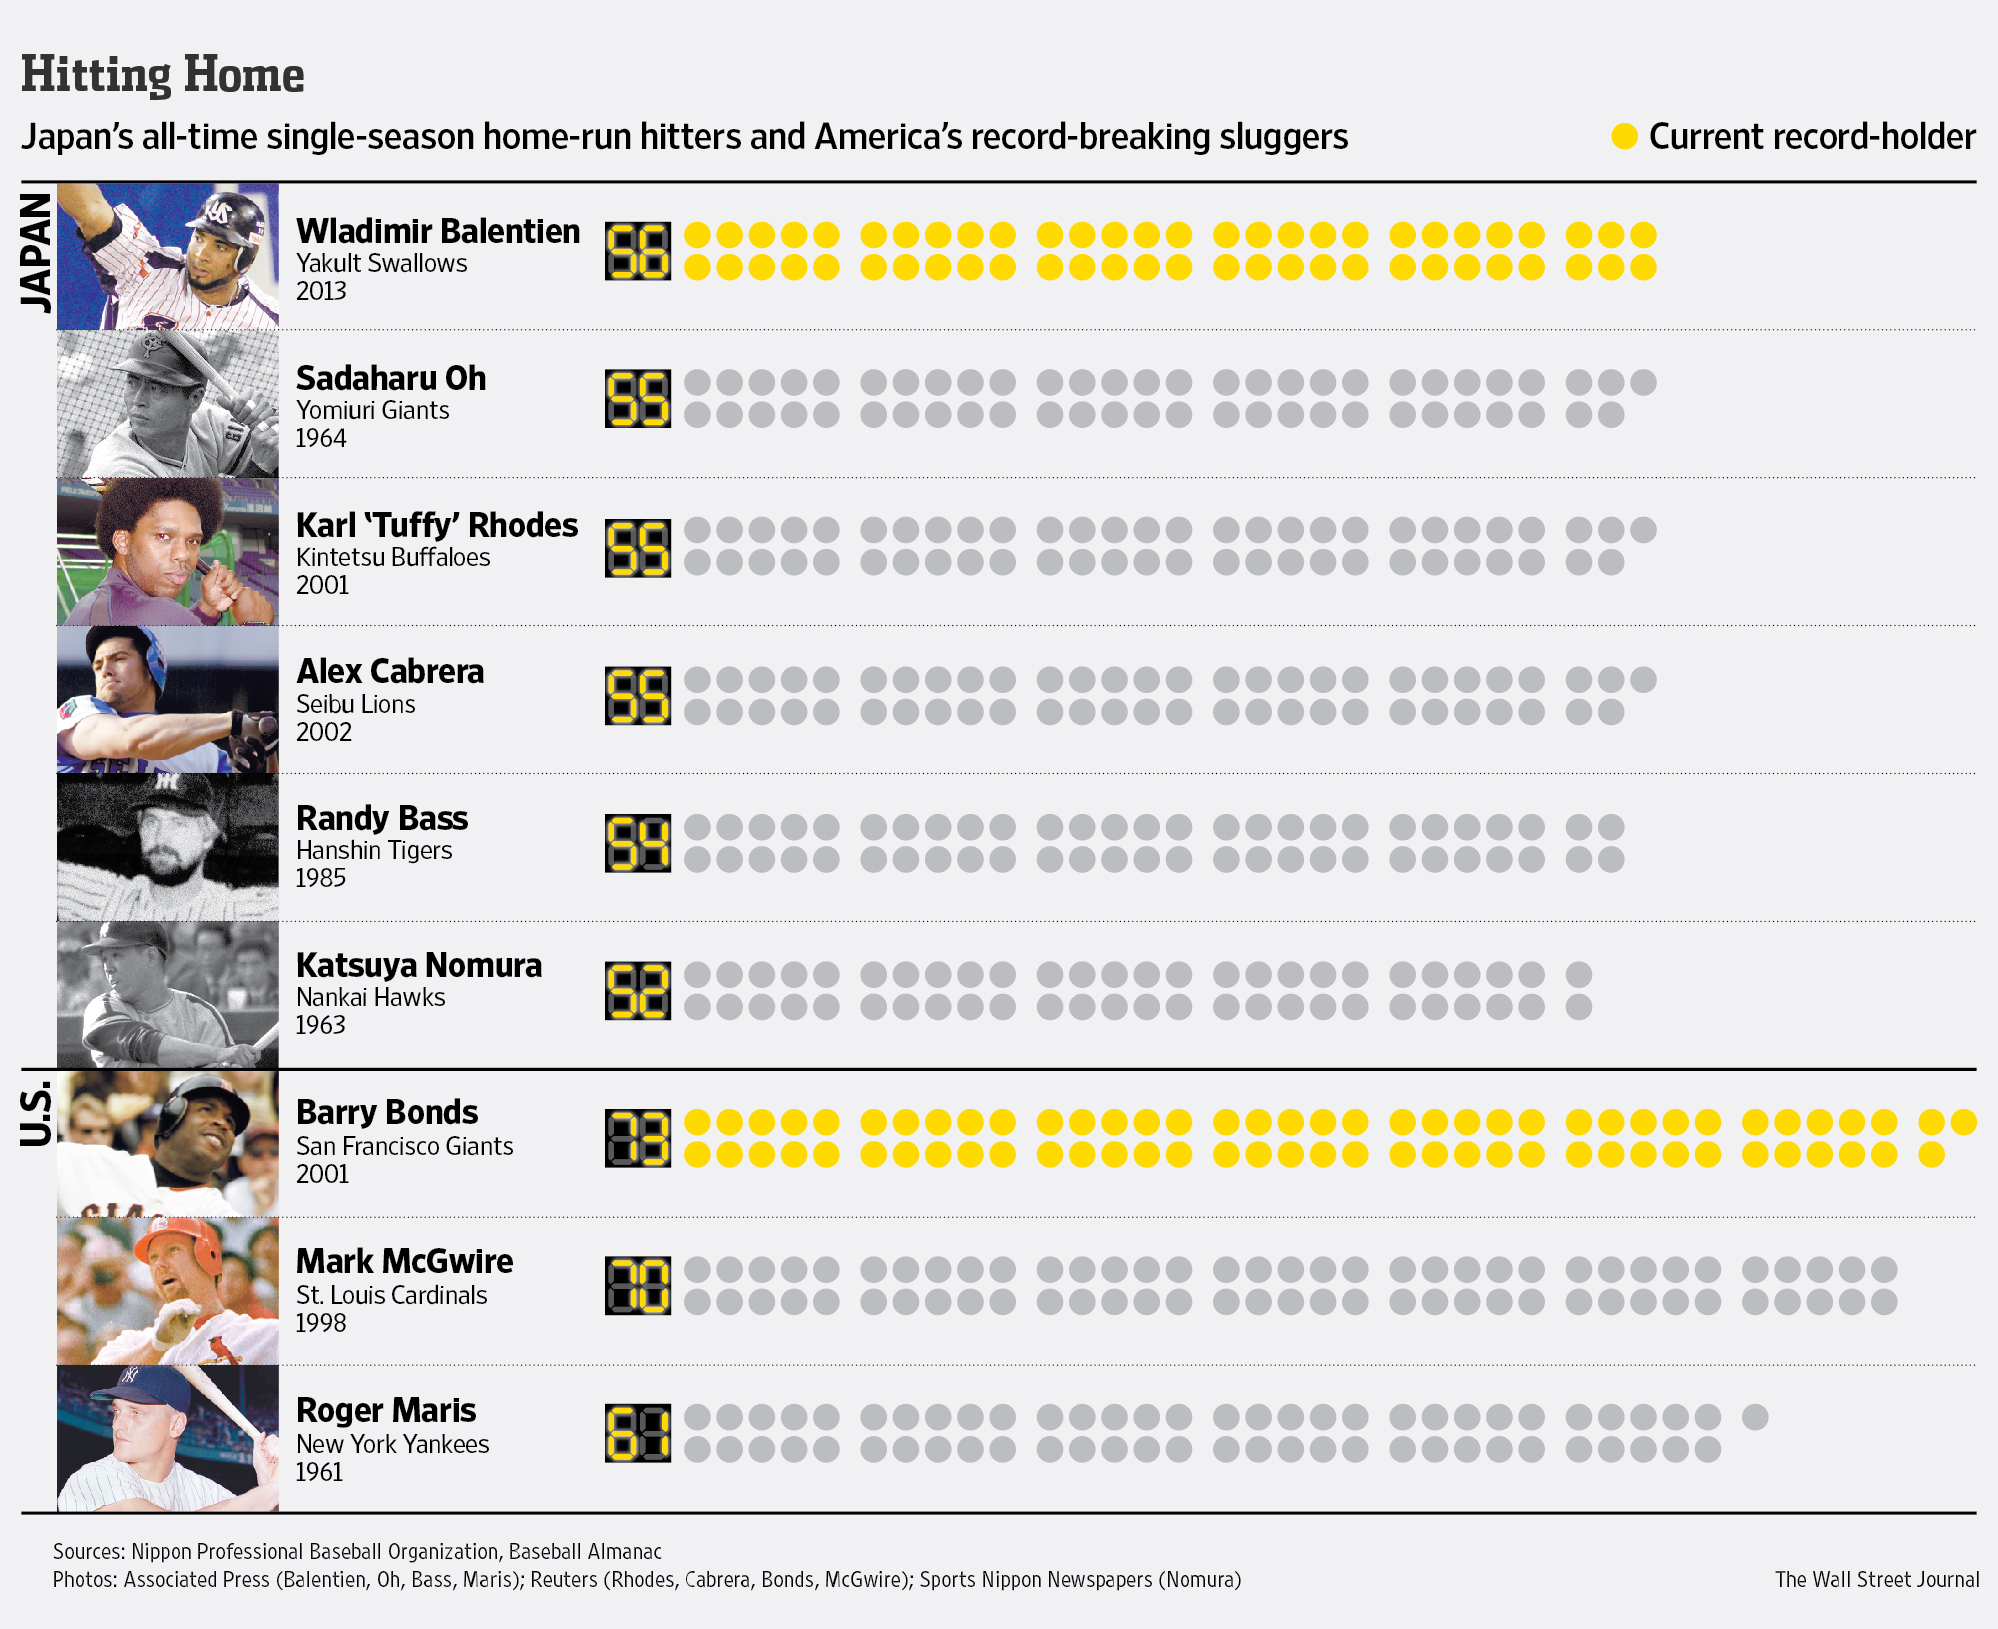 Hitting Home
Japan’s all-time single-season home-run hitters and America’s record-breaking sluggers
Current record-holder
JAPAN
Wladimir Balentien
Yakult Swallows
2013
56
Sadaharu Oh
Yomiuri Giants
1964
55
Karl ‘Tuffy’ Rhodes
Kintetsu Buffaloes
2001
55
Alex Cabrera
Seibu Lions
2002
55
Randy Bass
Hanshin Tigers
1985
54
Katsuya Nomura
Nankai Hawks
1963
52
U.S.
Barry Bonds
San Francisco Giants
2001
73
Mark McGwire
St. Louis Cardinals
1998
70
Roger Maris
New York Yankees
1961
61
Sources: Nippon Professional Baseball Organization, Baseball Almanac
Photos: Associated Press (Balentien, Oh, Bass, Maris); Reuters (Rhodes, Cabrera, Bonds, McGwire); Sports Nippon Newspapers (Nomura)
The Wall Street Journal